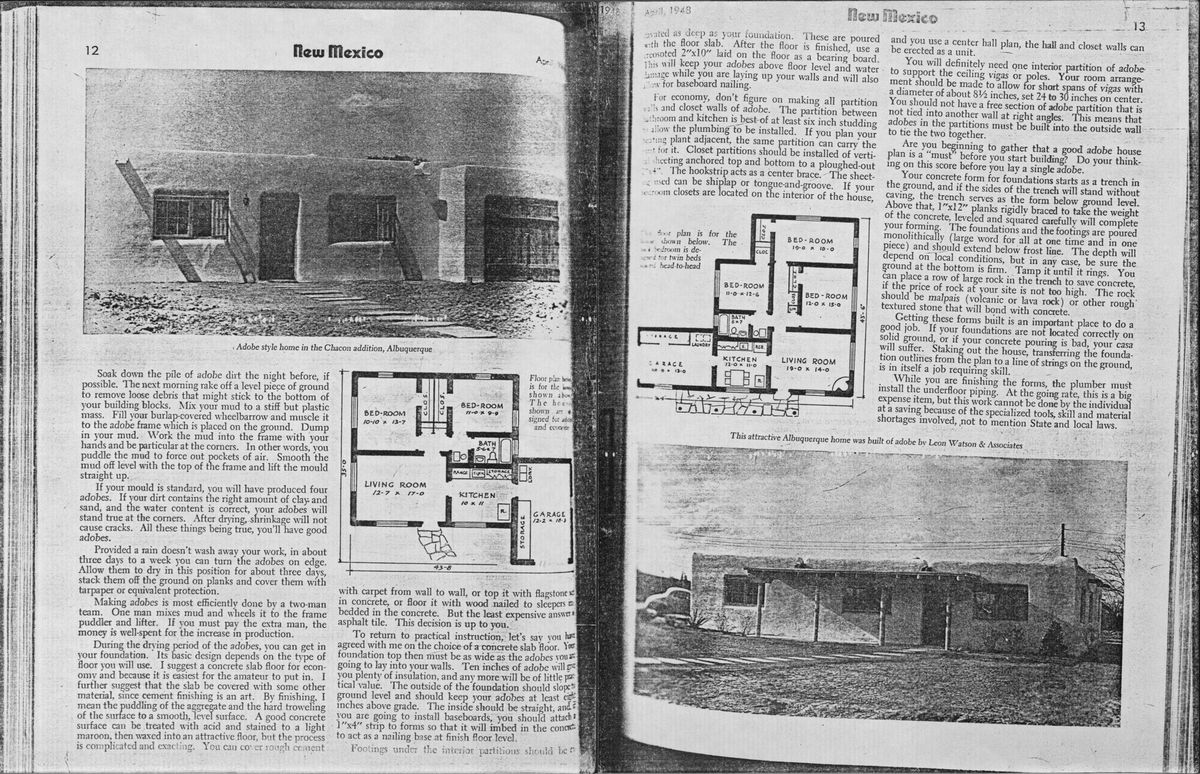 12
New Mexico
Apri
Adobe style home in the Chacon addition, Albuquerque
Soak down the pile of adobe dirt the night before, if
possible. The next morning rake off a level piece of ground
to remove loose debris that might stick to the bottom of
your building blocks. Mix your mud to a stiff but plastic
mass. Fill your burlap-covered wheelbarrow and muscle it
to the adobe frame which is placed on the ground. Dump
in your mud. Work the mud into the frame with your
hands and be particular at the corners. In other words, you
puddle the mud to force out pockets of air. Smooth the
mud off level with the top of the frame and lift the mould
straight up.
If your mould is standard, you will have produced four
adobes. If your dirt contains the right amount of clay and
sand, and the water content is correct, your adobes will
stand true at the corners. After drying, shrinkage will not
cause cracks. All these things being true, you'll have good
adobes.
Provided a rain doesn't wash away your work, in about
three days to a week you can turn the adobes on edge.
Allow them to dry in this position for about three days,
stack them off the ground on planks and cover them with
tarpaper or equivalent protection.
Making adobes is most efficiently done by a two-man
team. One man mixes mud and wheels it to the frame
puddler and lifter. If you must pay the extra man, the
money is well-spent for the increase in production.
During the drying period of the adobes, you can get in
your foundation. Its basic design depends on the type of
floor you will use. I suggest a concrete slab floor for econ-
omy and because it is easiest for the amateur to put in. I
further suggest that the slab be covered with some other
material, since cement finishing is an art. By finishing, I
mean the puddling of the aggregate and the hard troweling
of the surface to a smooth, level surface. A good concrete
surface can be treated with acid and stained to a light
maroon, then waxed into an attractive floor, but the process
is complicated and exacting. You can cover rough cement
BED-ROOM
10-10 x 13-7
CLOS.
CLOS.
BED-ROOM
11-0 x 9-9
BATH
5-6 x 7
LIVING ROOM
12-7 x 17-0
RANGE
STORAGE
KITCHEN
10 x 11
R.
STORAGE
GARAGE
12-2 x 18-3
LDRY.
35-0
43-8
Floor plan
is for the
shown
The
shown
signed for
and
with carpet from wall to wall, or top it with flagstone
in concrete, or floor it with wood nailed to sleepers
bedded in the concrete. But the least expensive answer
asphalt tile. This decision is up to you.
To return to practical instruction, let's say you have
agreed with me on the choice of a concrete slab floor. Your
foundation top then must be as wide as the adobes you are
going to lay into your walls. Ten inches of adobe will
you plenty of insulation, and any more will be of little prac-
tical value. The outside of the foundation should slope
ground level and should keep your adobes at least eight
inches above grade. The inside should be straight, and if
you are going to install baseboards, you should attach a
1"x4" strip to forms so that it will imbed in the concrete
to act as a nailing base at finish floor level.
Footings under the interior partitions should be
April, 1948
New Mexico
13
as deep as your foundation. These are poured
with the floor slab. After the floor is finished, use a
creosoted 2"x10" laid on the floor as a bearing board.
This will keep your adobes above floor level and water
damage while you are laying up your walls and will also
for baseboard nailing.
For economy, don't figure on making all partition
walls and closet walls of adobe. The partition between
bathroom and kitchen is best of at least six inch studding
to allow the plumbing to be installed. If you plan your
heating plant adjacent, the same partition can carry the
vent for it. Closet partitions should be installed of verti-
cal sheeting anchored top and bottom to a ploughed-out
The hookstrip acts as a center brace. The sheet-
ing used can be shiplap or tongue-and-groove. If your
bedroom closets are located on the interior of the house,
floor plan is for the
shown below. The
bedroom is de-
for twin beds
head-to-head
CLOS.
CLOS.
BED-ROOM
BED-ROOM
11-0 x 12-6
BED-ROOM
12-0 x 15-0
BATH
STORAGE
LAUNDRY
GARAGE
KITCHEN
12-0 x 11-0
LIVING ROOM
19-0 x 14-0
R.
45-6
and you use a center hall plan, the hall and closet walls can
be erected as a unit.
You will definitely need one interior partition of adobe
to support the ceiling vigas or poles. Your room arrange-
ment should be made to allow for short spans of vigas with
a diameter of about 8½ inches, set 24 to 30 inches on center.
You should not have a free section of adobe partition that is
not tied into another wall at right angles. This means that
adobes in the partitions must be built into the outside wall
to tie the two together.
Are you beginning to gather that a good adobe house
plan is a "must" before you start building? Do your think-
ing on this score before you lay a single adobe.
Your concrete form for foundations starts as a trench in
the ground, and if the sides of the trench will stand without
caving, the trench serves as the form below ground level.
Above that, 1"x12" planks rigidly braced to take the weight
of the concrete, leveled and squared carefully will complete
your forming. The foundations and the footings are poured
monolithically (large word for all at one time and in one
piece) and should extend below frost line. The depth will
depend on local conditions, but in any case, be sure the
ground at the bottom is firm. Tamp it until it rings. You
can place a row of large rock in the trench to save concrete,
if the price of rock at your site is not too high. The rock
should be malpais (volcanic or lava rock) or other rough
textured stone that will bond with concrete.
Getting these forms built is an important place to do a
good job. If your foundations are not located correctly on
solid ground, or if your concrete pouring is bad, your casa
will suffer. Staking out the house, transferring the founda-
tion outlines from the plan to a line of strings on the ground,
is in itself a job requiring skill.
While you are finishing the forms, the plumber must
install the underfloor piping. At the going rate, this is a big
expense item, but this work cannot be done by the individual
at a saving because of the specialized tools, skill and material
shortages involved, not to mention State and local laws.
This attractive Albuquerque home was built of adobe by Leon Watson & Associates